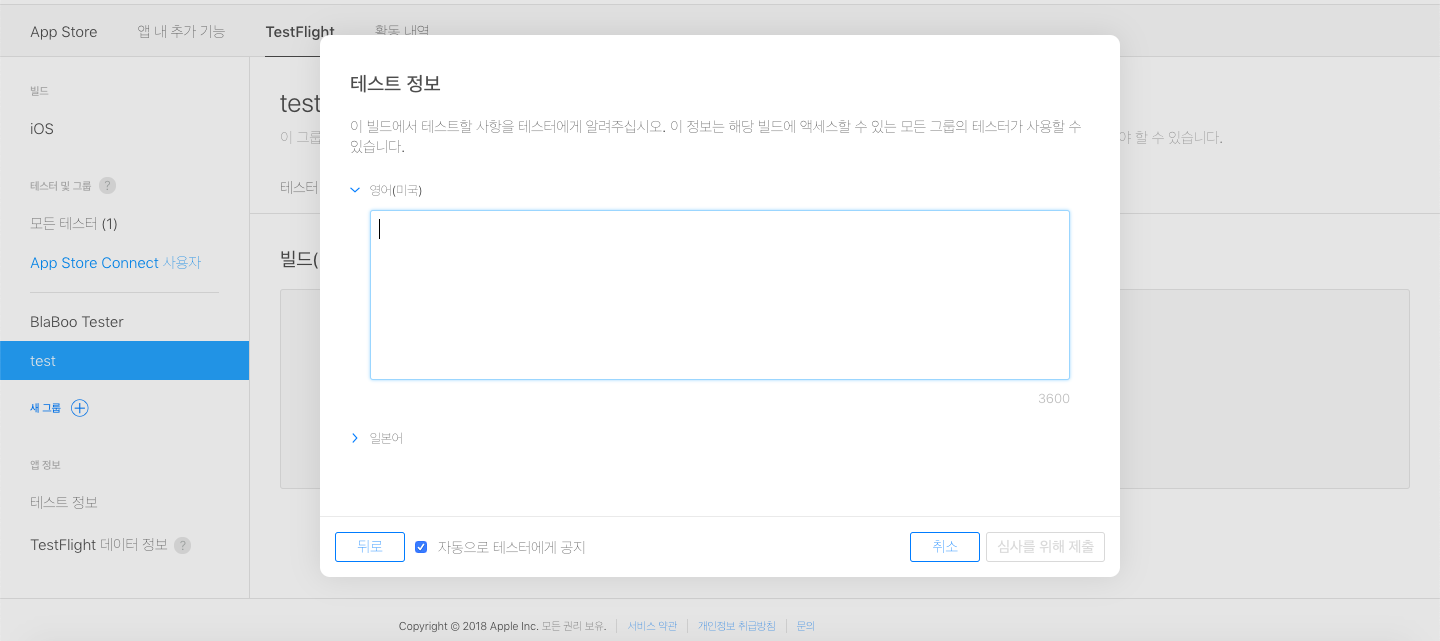 App Store 앱 내 추가 기능 TestFlight 활동 내역
빌드
iOS
테스터 및 그룹 ?
모든 테스터 (1)
App Store Connect 사용자
BlaBoo Tester
test
새 그룹
앱 정보
테스트 정보
TestFlight 데이터 정보 ?
test
이 그룹
야 할 수 있습니다.
테스터
빌드(
테스트 정보
이 빌드에서 테스트할 사항을 테스터에게 알려주십시오. 이 정보는 해당 빌드에 액세스할 수 있는 모든 그룹의 테스터가 사용할 수
있습니다.
영어(미국)
3600
일본어
뒤로 자동으로 테스터에게 공지 취소 심사를 위해 제출
Copyright © 2018 Apple Inc. 모든 권리 보유. 서비스 약관 개인정보 취급방침 문의